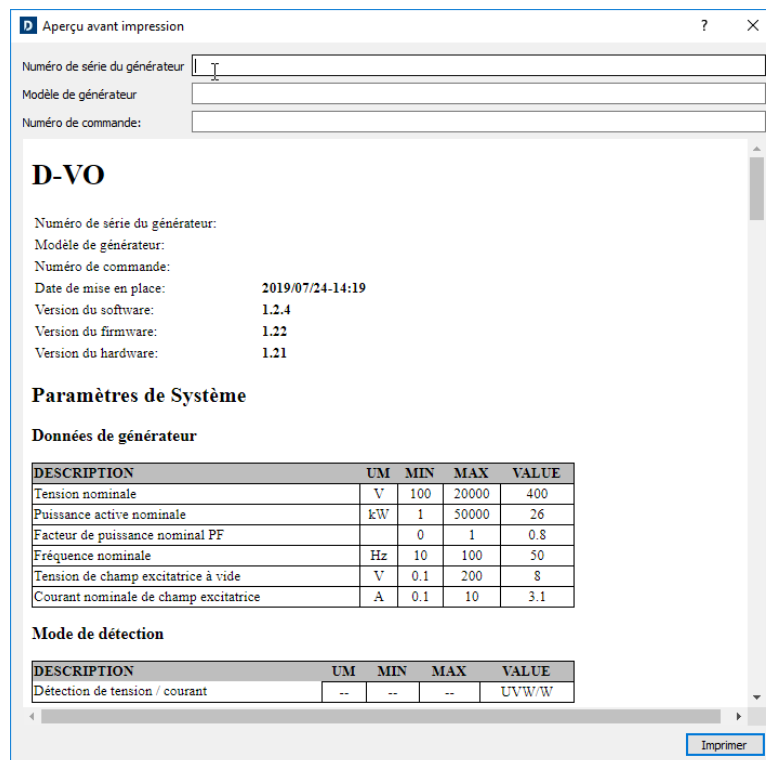 D Aperçu avant impression ? ×
Numéro de série du générateur
Modèle de générateur
Numéro de commande:
D-VO
Numéro de série du générateur:
Modèle de générateur:
Numéro de commande:
Date de mise en place: 2019/07/24-14:19
Version du software: 1.2.4
Version du firmware: 1.22
Version du hardware: 1.21
Paramètres de Système
Données de générateur
DESCRIPTION UM MIN MAX VALUE
Tension nominale V 100 20000 400
Puissance active nominale kW 1 50000 26
Facteur de puissance nominal PF 0 1 0.8
Fréquence nominale Hz 10 100 50
Tension de champ excitatrice à vide V 0.1 200 8
Courant nominale de champ excitatrice A 0.1 10 3.1
Mode de détection
DESCRIPTION UM MIN MAX VALUE
Détection de tension / courant -- -- -- UVW/W
Imprimer